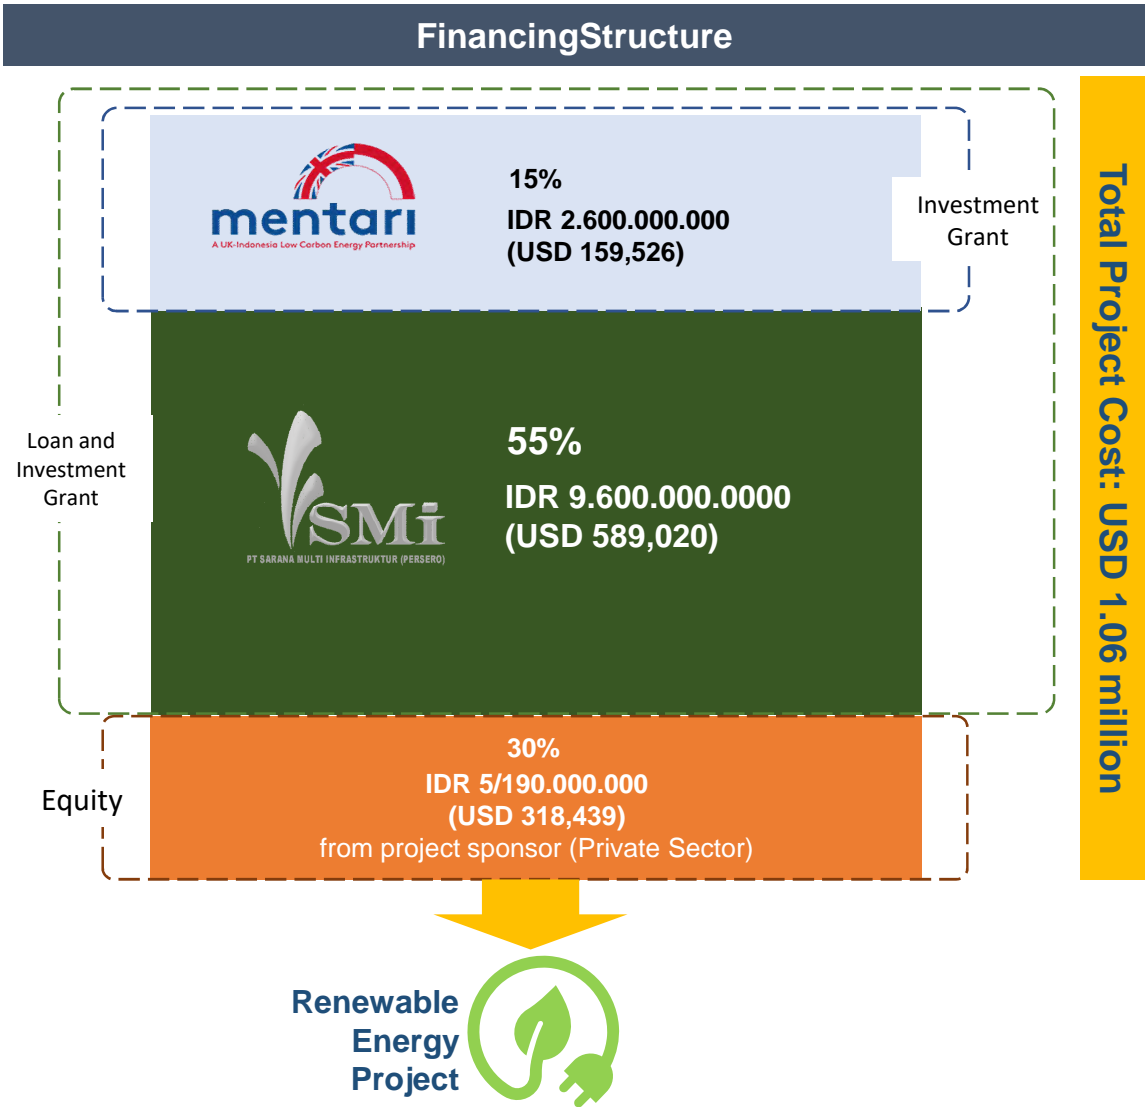 FinancingStructure
mentari
A UK-Indonesia Low Carbon Energy Partnership
15%
IDR 2.600.000.000
(USD 159,526)
Investment
Grant
Loan and
Investment
Grant
SMi
PT SARANA MULTI INFRASTRUKTUR (PERSERO)
55%
IDR 9.600.000.0000
(USD 589,020)
Equity
30%
IDR 5/190.000.000
(USD 318,439)
from project sponsor (Private Sector)
Total Project Cost: USD 1.06 million
Renewable
Energy
Project